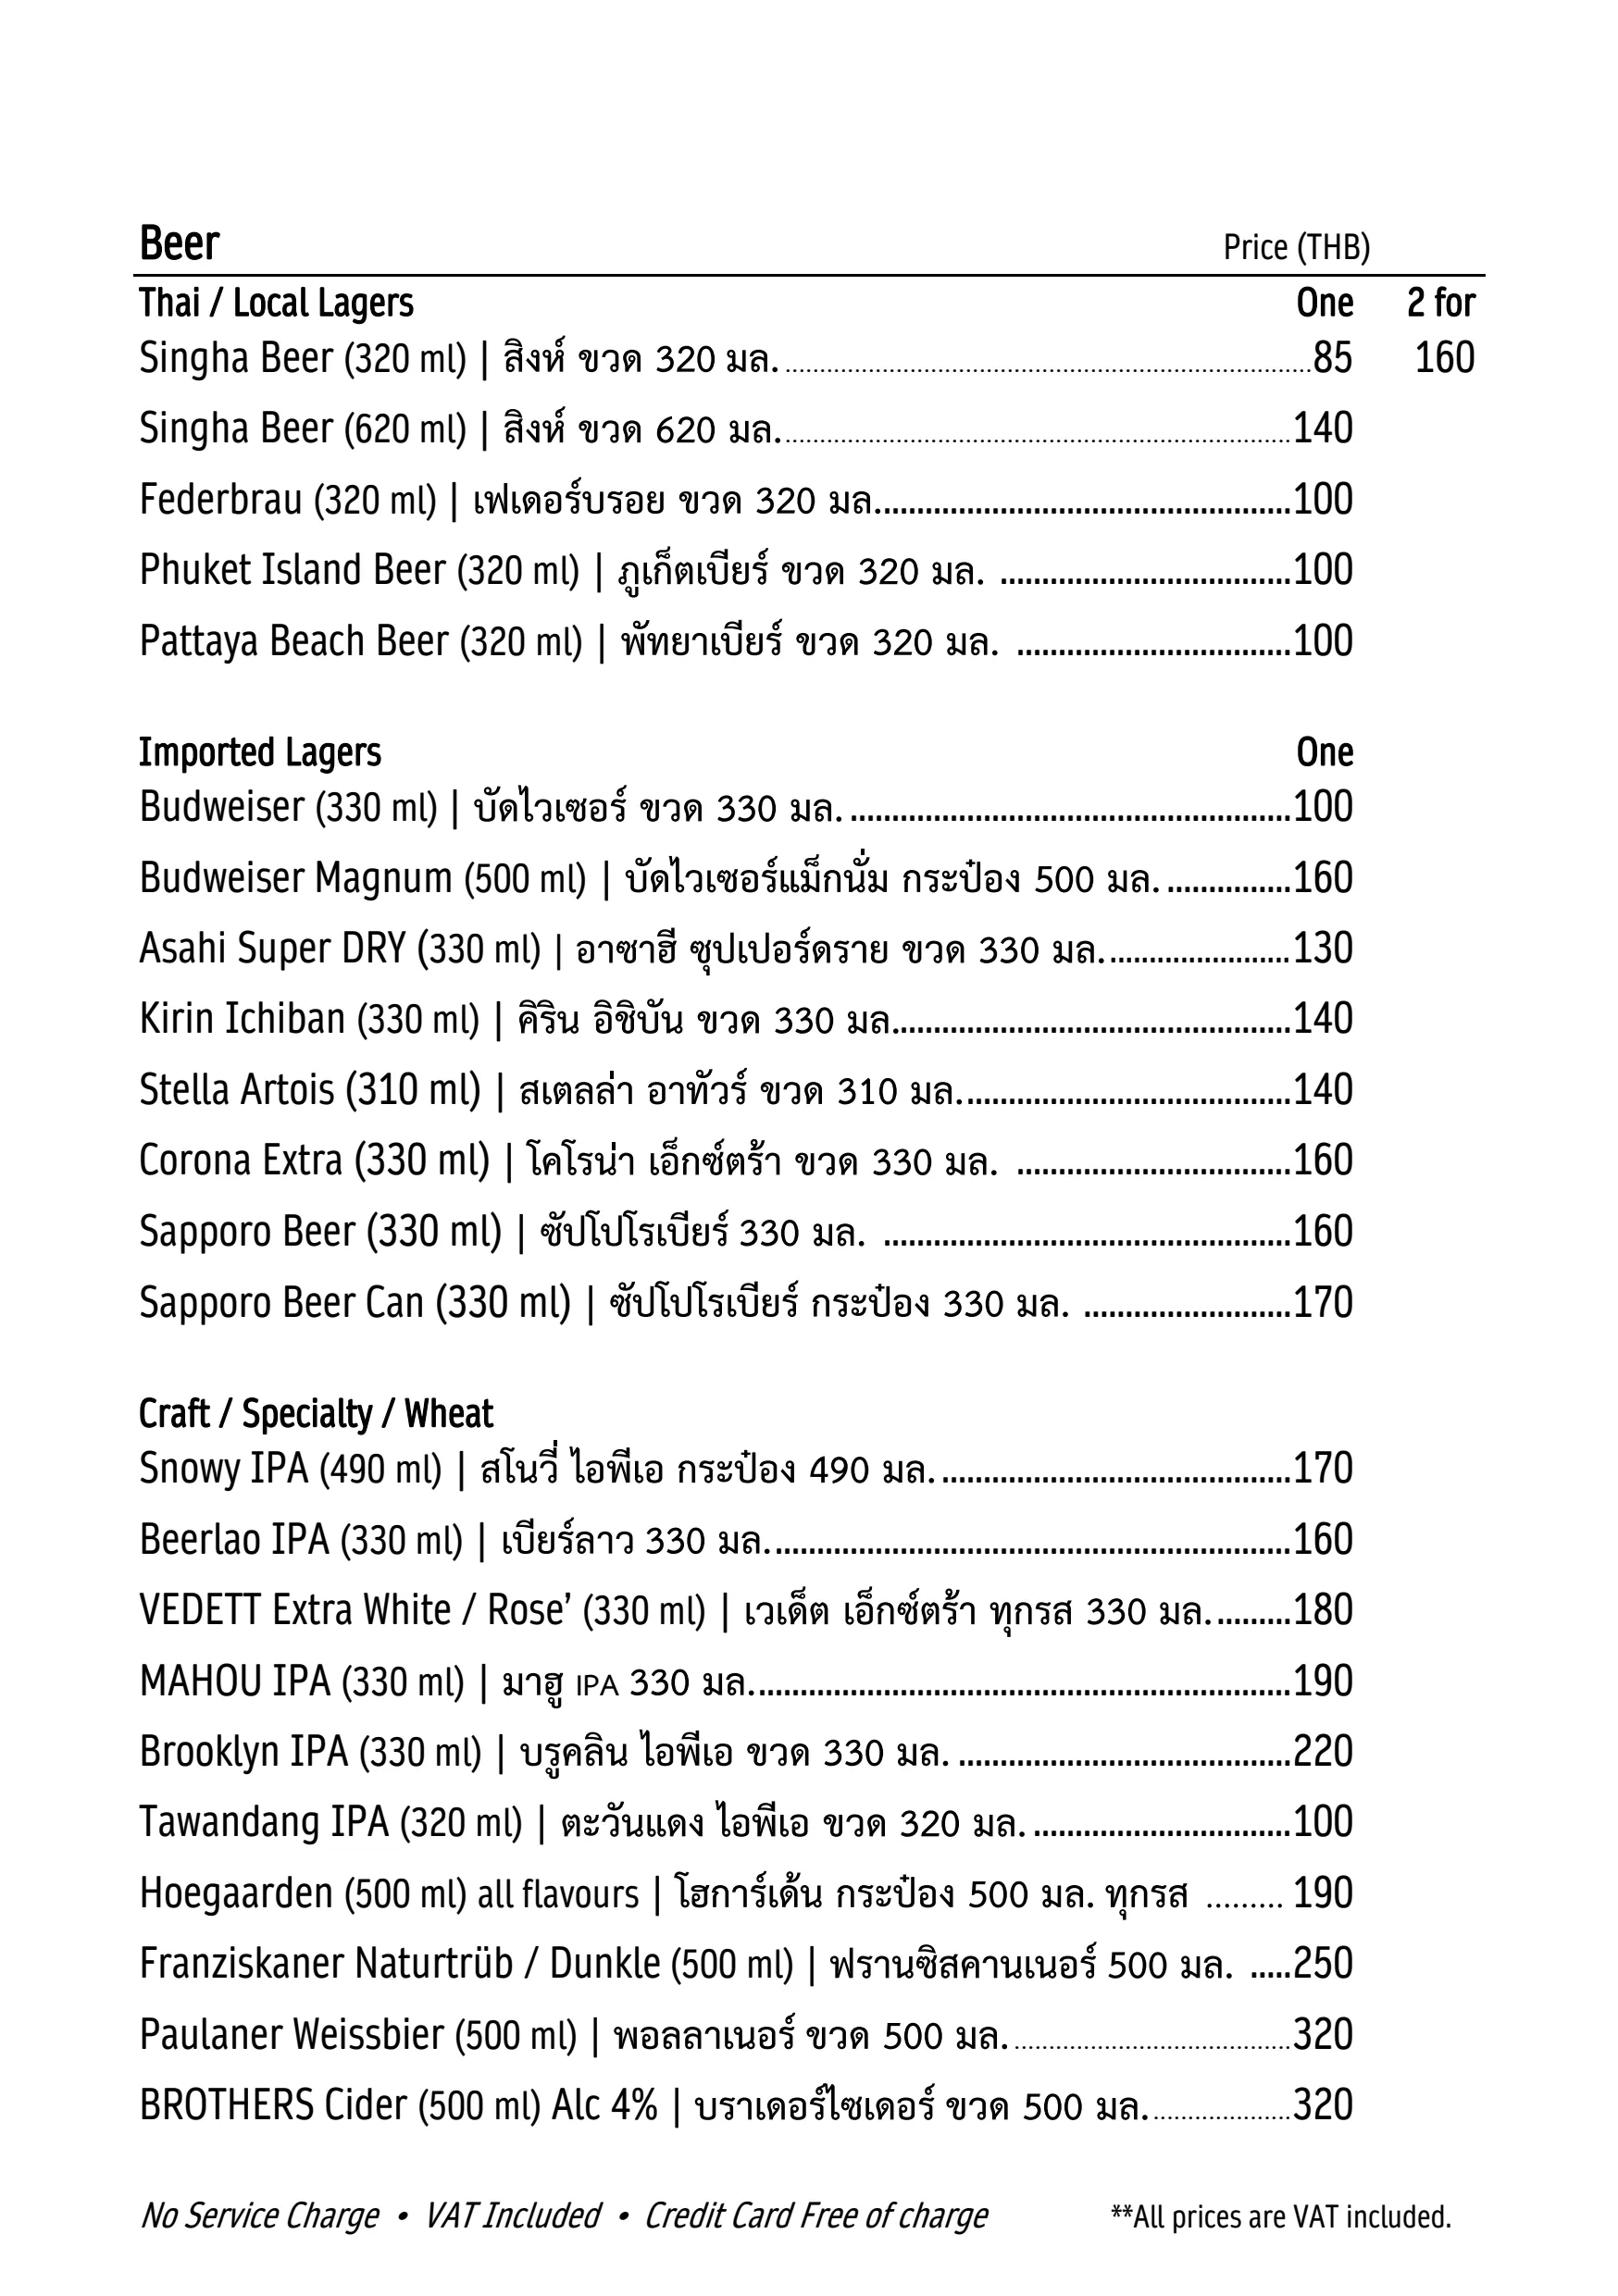 Beer Price (THB)
Thai / Local Lagers One 2 for
Singha Beer (320 ml) | สิงห์ ขวด 320 มล. ........ 85 160
Singha Beer (620 ml) | สิงห์ ขวด 620 มล. ........ 140
Federbrau (320 ml) | เฟเดอร์บรอย ขวด 320 มล. ........ 100
Phuket Island Beer (320 ml) | ภูเก็ตเบียร์ ขวด 320 มล. ........ 100
Pattaya Beach Beer (320 ml) | พัทยาเบียร์ ขวด 320 มล. ........ 100
Imported Lagers One
Budweiser (330 ml) | บัดไวเซอร์ ขวด 330 มล. ........ 100
Budweiser Magnum (500 ml) | บัดไวเซอร์แม็กนั่ม กระป๋อง 500 มล. ........ 160
Asahi Super DRY (330 ml) | อาซาฮี ซุปเปอร์ดราย ขวด 330 มล. ........ 130
Kirin Ichiban (330 ml) | คิริน อิชิบัน ขวด 330 มล. ........ 140
Stella Artois (310 ml) | สเตลล่า อาทัวร์ ขวด 310 มล. ........ 140
Corona Extra (330 ml) | โคโรน่า เอ็กซ์ตร้า ขวด 330 มล. ........ 160
Sapporo Beer (330 ml) | ซัปโปโรเบียร์ 330 มล. ........ 160
Sapporo Beer Can (330 ml) | ซัปโปโรเบียร์ กระป๋อง 330 มล. ........ 170
Craft / Specialty / Wheat
Snowy IPA (490 ml) | สโนวี่ ไอพีเอ กระป๋อง 490 มล. ........ 170
Beerlao IPA (330 ml) | เบียร์ลาว 330 มล. ........ 160
VEDETT Extra White / Rose’ (330 ml) | เวเด็ต เอ็กซ์ตร้า ทุกรส 330 มล. ........ 180
MAHOU IPA (330 ml) | มาฮู IPA 330 มล. ........ 190
Brooklyn IPA (330 ml) | บรูคลิน ไอพีเอ ขวด 330 มล. ........ 220
Tawandang IPA (320 ml) | ตะวันแดง ไอพีเอ ขวด 320 มล. ........ 100
Hoegaarden (500 ml) all flavours | โฮการ์เด้น กระป๋อง 500 มล. ทุกรส ........ 190
Franziskaner Naturtrüb / Dunkle (500 ml) | ฟรานซิสคานเนอร์ 500 มล. ..... 250
Paulaner Weissbier (500 ml) | พอลลาเนอร์ ขวด 500 มล. ........ 320
BROTHERS Cider (500 ml) Alc 4% | บราเดอร์ไซเดอร์ ขวด 500 มล. ........ 320
No Service Charge • VAT Included • Credit Card Free of charge **All prices are VAT included.